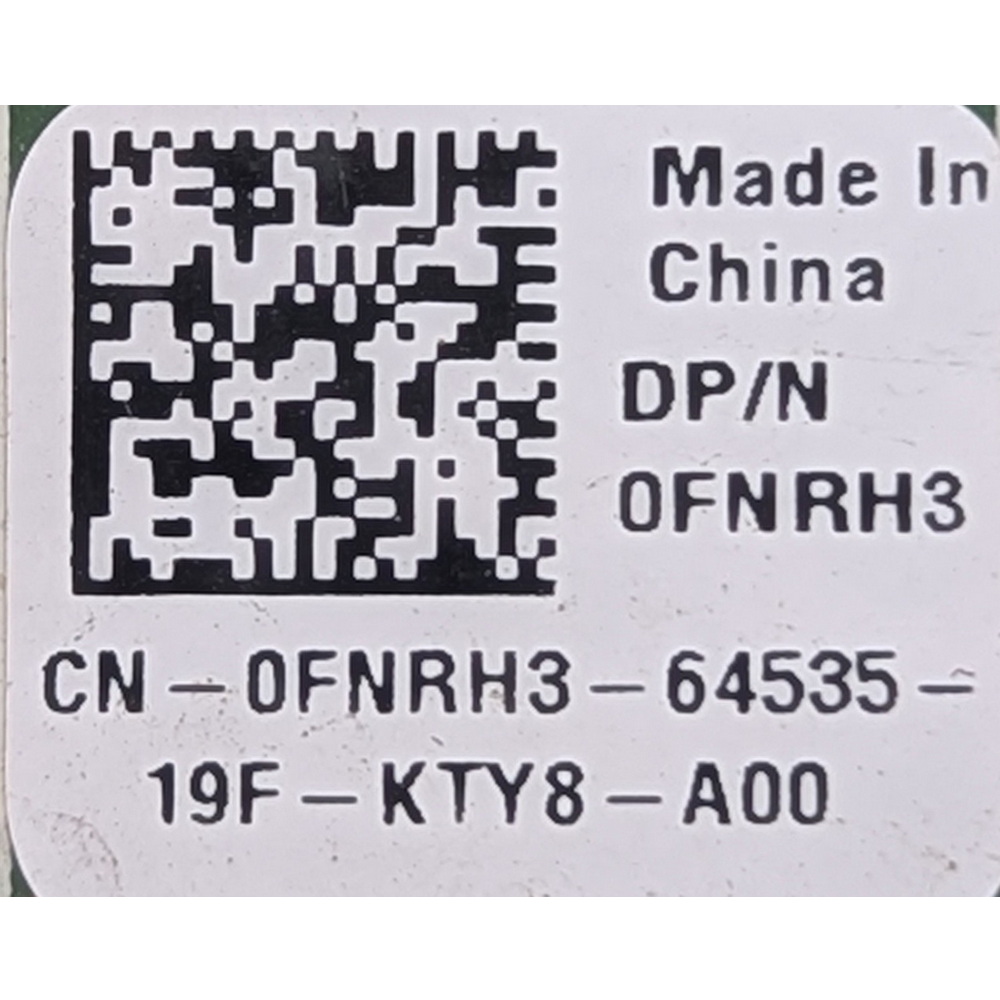 Made In
China
DP/N
0FNRH3
CN-0FNRH3-64535-
19F-KTY8-A00